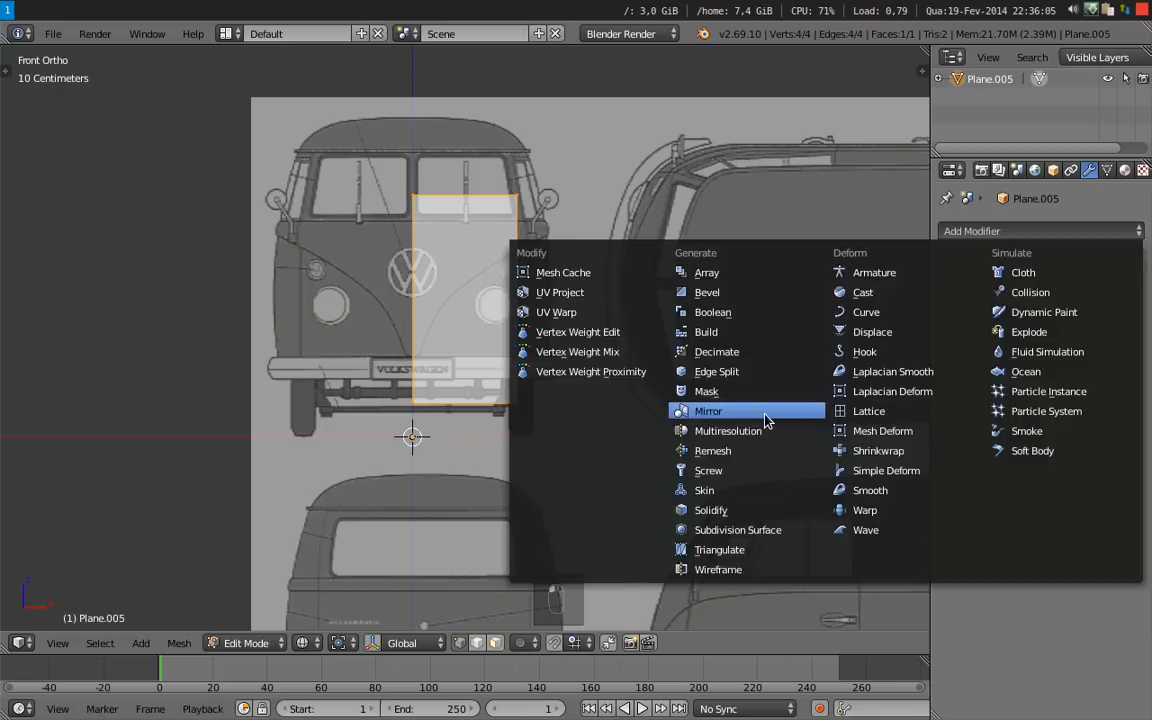 1
/: 3,0 GiB
/home: 7,4 GiB
CPU: 71%
Load: 0,79
Qua:19-Fev-2014 22:36:05
File
Render
Window
Help
Default
Scene
Blender Render
v2.69.10 | Verts:4/4 | Edges:4/4 | Faces:1/1 | Tris:2 | Mem:21.70M (2.39M) | Plane.005
Front Ortho
10 Centimeters
View
Search
Visible Layers
Plane.005
Plane.005
Add Modifier
Modify
Mesh Cache
UV Project
UV Warp
Vertex Weight Edit
Vertex Weight Mix
Vertex Weight Proximity
Generate
Array
Bevel
Boolean
Build
Decimate
Edge Split
Mask
Mirror
Multiresolution
Remesh
Screw
Skin
Solidify
Subdivision Surface
Triangulate
Wireframe
Deform
Armature
Cast
Curve
Displace
Hook
Laplacian Smooth
Laplacian Deform
Lattice
Mesh Deform
Shrinkwrap
Simple Deform
Smooth
Warp
Wave
Simulate
Cloth
Collision
Dynamic Paint
Explode
Fluid Simulation
Ocean
Particle Instance
Particle System
Smoke
Soft Body
VOLKSWAGEN
z
x
(1) Plane.005
View
Select
Add
Mesh
Edit Mode
Global
-40 -20 0 20 40 60 80 100 120 140 160 180 200 220 240 260
View
Marker
Frame
Playback
Start: 1
End: 250
1
No Sync